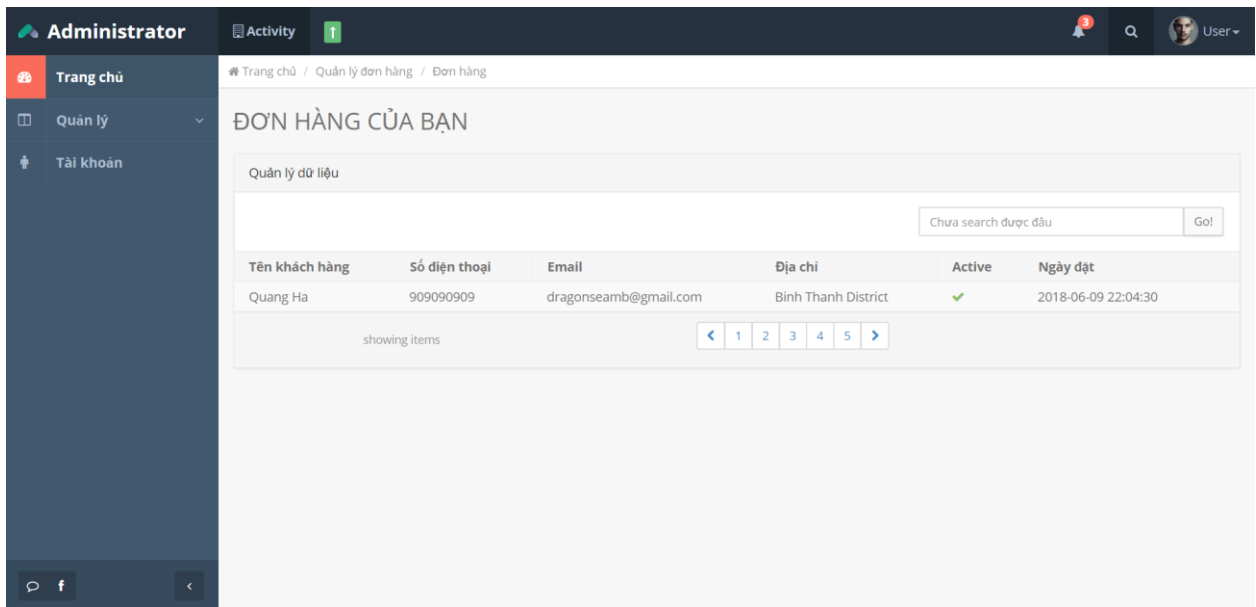 Administrator
Activity
3
User
Trang chủ
Quản lý
Tài khoản
Trang chủ / Quản lý đơn hàng / Đơn hàng
ĐƠN HÀNG CỦA BẠN
Quản lý dữ liệu
Chưa search được đâu
Go!
Tên khách hàng Số điện thoại Email Địa chỉ Active Ngày đặt
Quang Ha 909090909 dragonseamb@gmail.com Binh Thanh District 2018-06-09 22:04:30
showing items
1 2 3 4 5